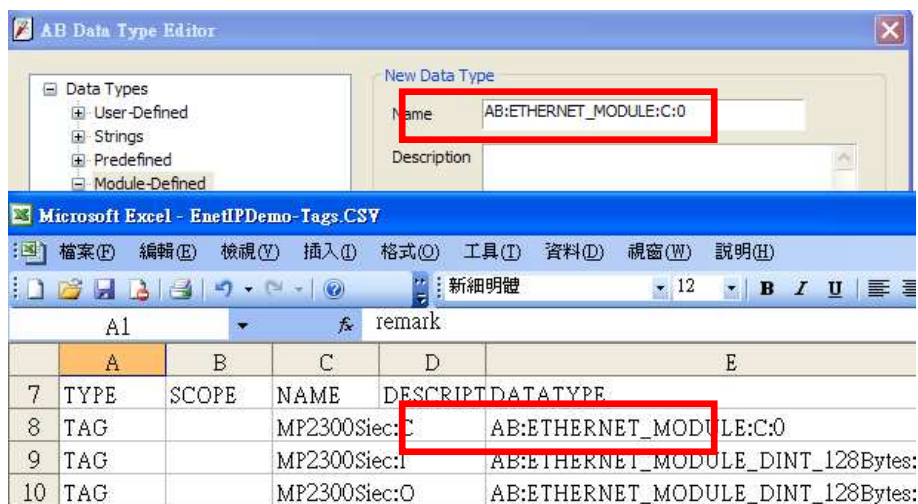 AB Data Type Editor
Data Types
User-Defined
Strings
Predefined
Module-Defined
New Data Type
Name AB:ETHERNET_MODULE:C:0
Description
Microsoft Excel - EnetIPDemo-Tags.CSV
檔案(F) 編輯(E) 檢視(V) 插入(I) 格式(O) 工具(T) 資料(D) 視窗(W) 說明(H)
新細明體 12 B I U
A1 fx remark
A B C D E
7 TYPE SCOPE NAME DESCRIPT DATATYPE
8 TAG MP2300Siec:C AB:ETHERNET_MODULE:C:0
9 TAG MP2300Siec:I AB:ETHERNET_MODULE_DINT_128Bytes:
10 TAG MP2300Siec:O AB:ETHERNET_MODULE_DINT_128Bytes: